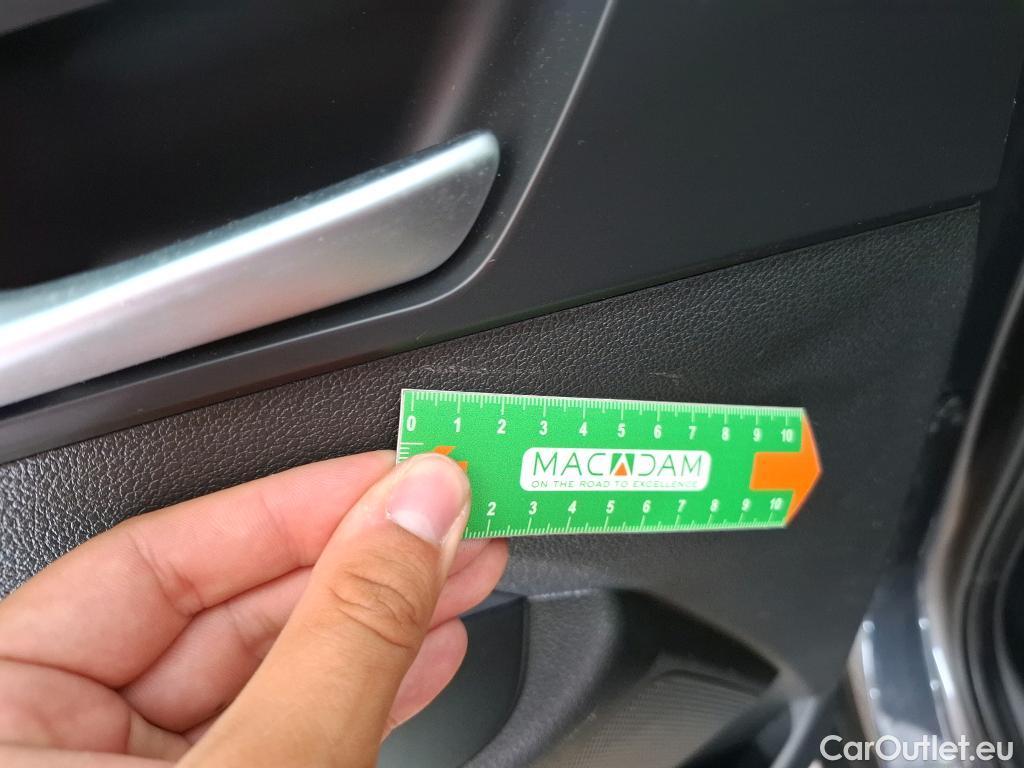 0 1 2 3 4 5 6 7 8 9 10
MACADAM
ON THE ROAD TO EXCELLENCE
2 3 4 5 6 7 8 9 10
CarOutlet.eu